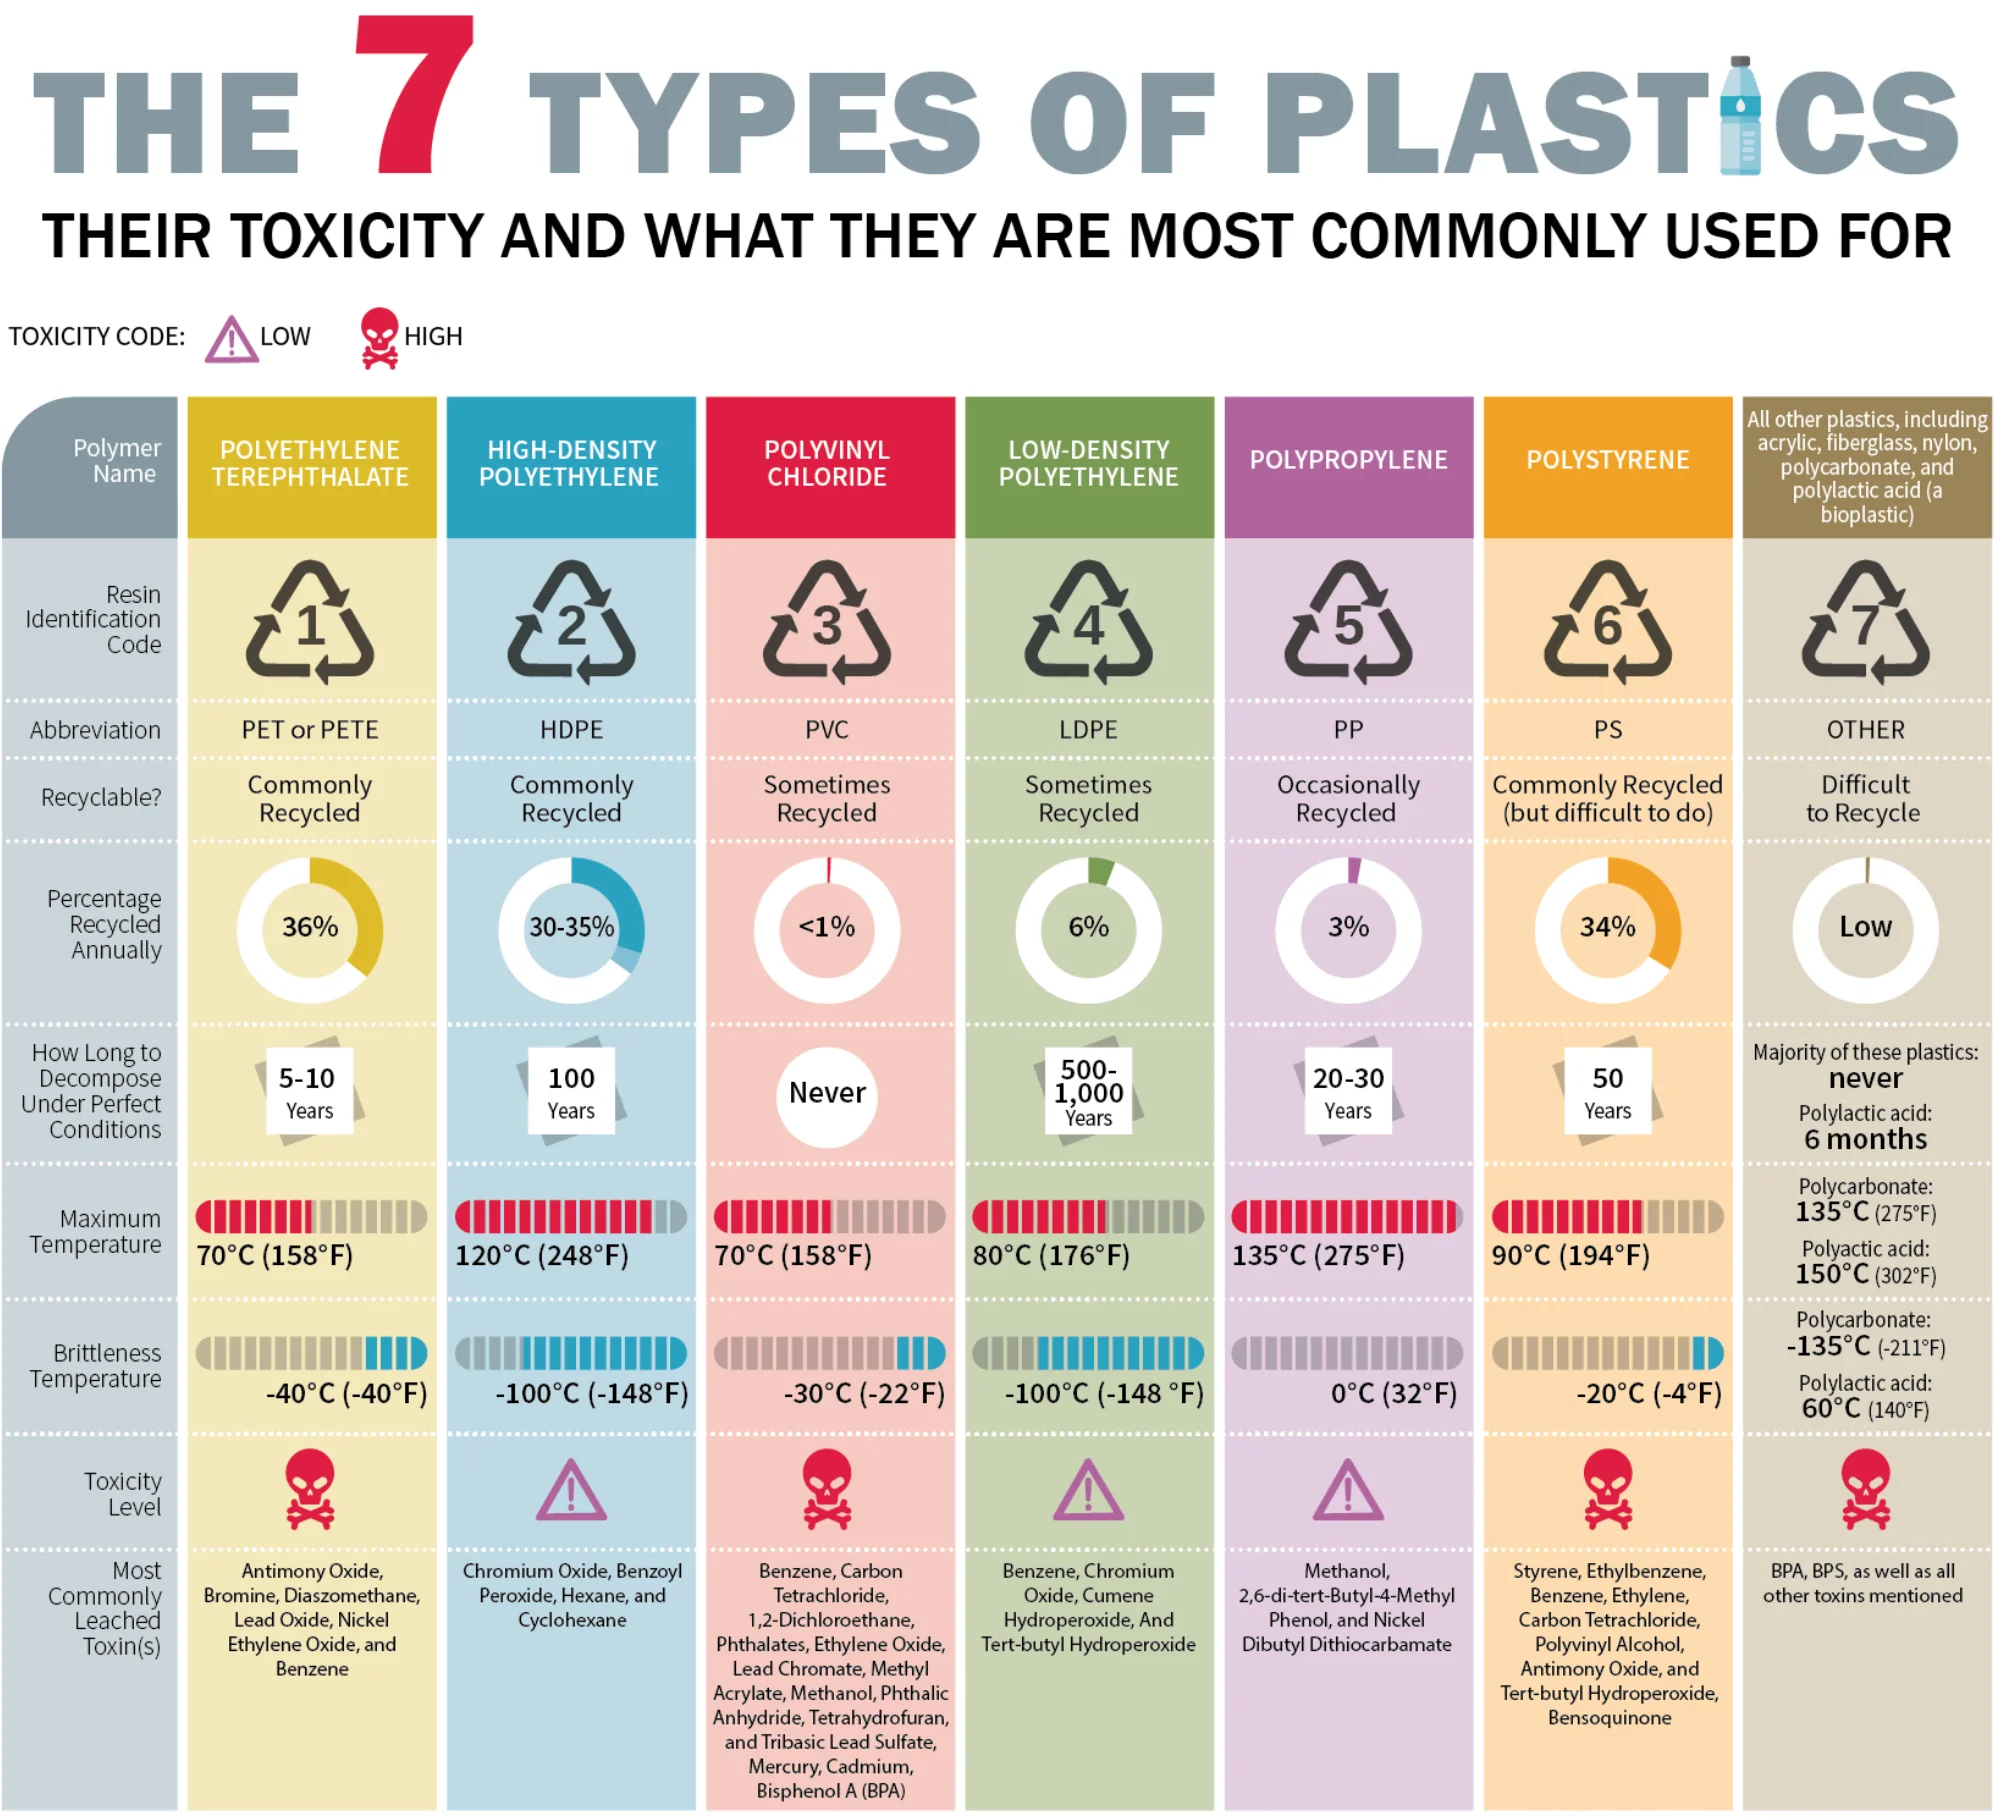 THE 7 TYPES OF PLASTICS
THEIR TOXICITY AND WHAT THEY ARE MOST COMMONLY USED FOR
TOXICITY CODE: LOW HIGH
Polymer
Name
POLYETHYLENE
TEREPHTHALATE
HIGH-DENSITY
POLYETHYLENE
POLYVINYL
CHLORIDE
LOW-DENSITY
POLYETHYLENE
POLYPROPYLENE
POLYSTYRENE
All other plastics, including
acrylic, fiberglass, nylon,
polycarbonate, and
polylactic acid (a
bioplastic)
Resin
Identification
Code
1
2
3
4
5
6
7
Abbreviation
PET or PETE
HDPE
PVC
LDPE
PP
PS
OTHER
Recyclable?
Commonly
Recycled
Commonly
Recycled
Sometimes
Recycled
Sometimes
Recycled
Occasionally
Recycled
Commonly Recycled
(but difficult to do)
Difficult
to Recycle
Percentage
Recycled
Annually
36%
30-35%
<1%
6%
3%
34%
Low
How Long to
Decompose
Under Perfect
Conditions
5-10
Years
100
Years
Never
500-
1,000
Years
20-30
Years
50
Years
Majority of these plastics:
never
Polylactic acid:
6 months
Maximum
Temperature
70°C (158°F)
120°C (248°F)
70°C (158°F)
80°C (176°F)
135°C (275°F)
90°C (194°F)
Polycarbonate:
135°C (275°F)
Polyactic acid:
150°C (302°F)
Brittleness
Temperature
-40°C (-40°F)
-100°C (-148°F)
-30°C (-22°F)
-100°C (-148 °F)
0°C (32°F)
-20°C (-4°F)
Polycarbonate:
-135°C (-211°F)
Polylactic acid:
60°C (140°F)
Toxicity
Level
Most
Commonly
Leached
Toxin(s)
Antimony Oxide,
Bromine, Diaszomethane,
Lead Oxide, Nickel
Ethylene Oxide, and
Benzene
Chromium Oxide, Benzoyl
Peroxide, Hexane, and
Cyclohexane
Benzene, Carbon
Tetrachloride,
1,2-Dichloroethane,
Phthalates, Ethylene Oxide,
Lead Chromate, Methyl
Acrylate, Methanol, Phthalic
Anhydride, Tetrahydrofuran,
and Tribasic Lead Sulfate,
Mercury, Cadmium,
Bisphenol A (BPA)
Benzene, Chromium
Oxide, Cumene
Hydroperoxide, And
Tert-butyl Hydroperoxide
Methanol,
2,6-di-tert-Butyl-4-Methyl
Phenol, and Nickel
Dibutyl Dithiocarbamate
Styrene, Ethylbenzene,
Benzene, Ethylene,
Carbon Tetrachloride,
Polyvinyl Alcohol,
Antimony Oxide, and
Tert-butyl Hydroperoxide,
Bensoquinone
BPA, BPS, as well as all
other toxins mentioned